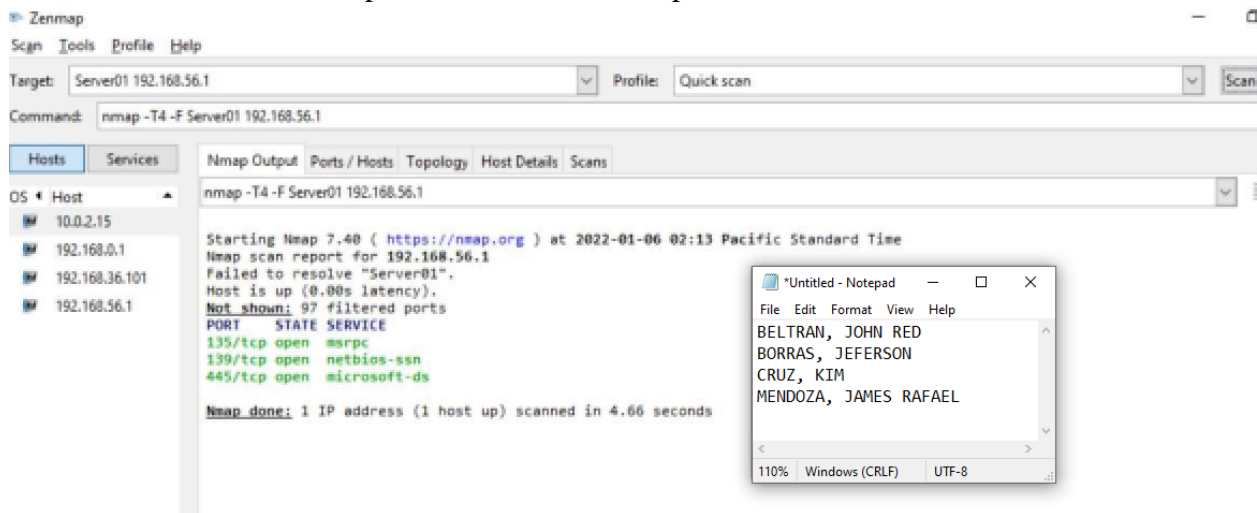 Zenmap
Scan Tools Profile Help
Target: Server01 192.168.56.1 Profile: Quick scan Scan
Command: nmap -T4 -F Server01 192.168.56.1
Hosts Services Nmap Output Ports / Hosts Topology Host Details Scans
OS Host nmap -T4 -F Server01 192.168.56.1
10.0.2.15
192.168.0.1
192.168.36.101
192.168.56.1
Starting Nmap 7.40 ( https://nmap.org ) at 2022-01-06 02:13 Pacific Standard Time
Nmap scan report for 192.168.56.1
Failed to resolve "Server01".
Host is up (0.00s latency).
Not shown: 97 filtered ports
PORT STATE SERVICE
135/tcp open msrpc
139/tcp open netbios-ssn
445/tcp open microsoft-ds
Nmap done: 1 IP address (1 host up) scanned in 4.66 seconds
*Untitled - Notepad
File Edit Format View Help
BELTRAN, JOHN RED
BORRAS, JEFERSON
CRUZ, KIM
MENDOZA, JAMES RAFAEL
110% Windows (CRLF) UTF-8